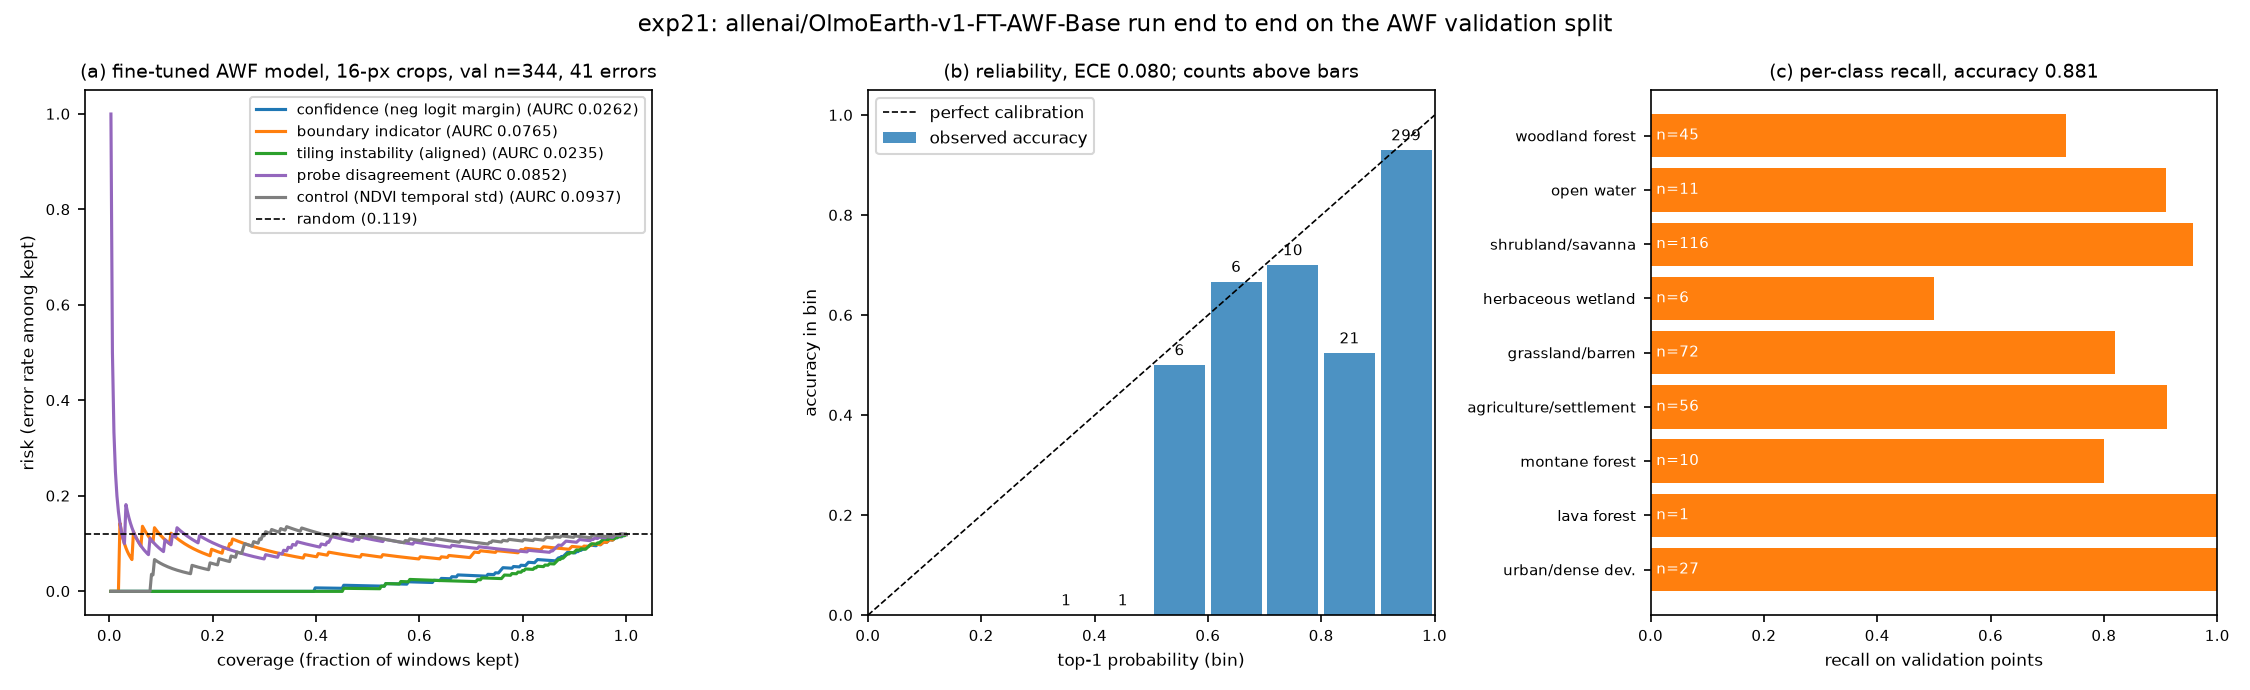 exp21: allenai/OlmoEarth-v1-FT-AWF-Base run end to end on the AWF validation split
(a) fine-tuned AWF model, 16-px crops, val n=344, 41 errors
risk (error rate among kept)
1.0
0.8
0.6
0.4
0.2
0.0
confidence (neg logit margin) (AURC 0.0262)
boundary indicator (AURC 0.0765)
tiling instability (aligned) (AURC 0.0235)
probe disagreement (AURC 0.0852)
control (NDVI temporal std) (AURC 0.0937)
random (0.119)
0.0 0.2 0.4 0.6 0.8 1.0
coverage (fraction of windows kept)
(b) reliability, ECE 0.080; counts above bars
accuracy in bin
1.0
0.8
0.6
0.4
0.2
0.0
perfect calibration
observed accuracy
1 1 6 6 10 21 299
0.0 0.2 0.4 0.6 0.8 1.0
top-1 probability (bin)
(c) per-class recall, accuracy 0.881
woodland forest n=45
open water n=11
shrubland/savanna n=116
herbaceous wetland n=6
grassland/barren n=72
agriculture/settlement n=56
montane forest n=10
lava forest n=1
urban/dense dev. n=27
0.0 0.2 0.4 0.6 0.8 1.0
recall on validation points